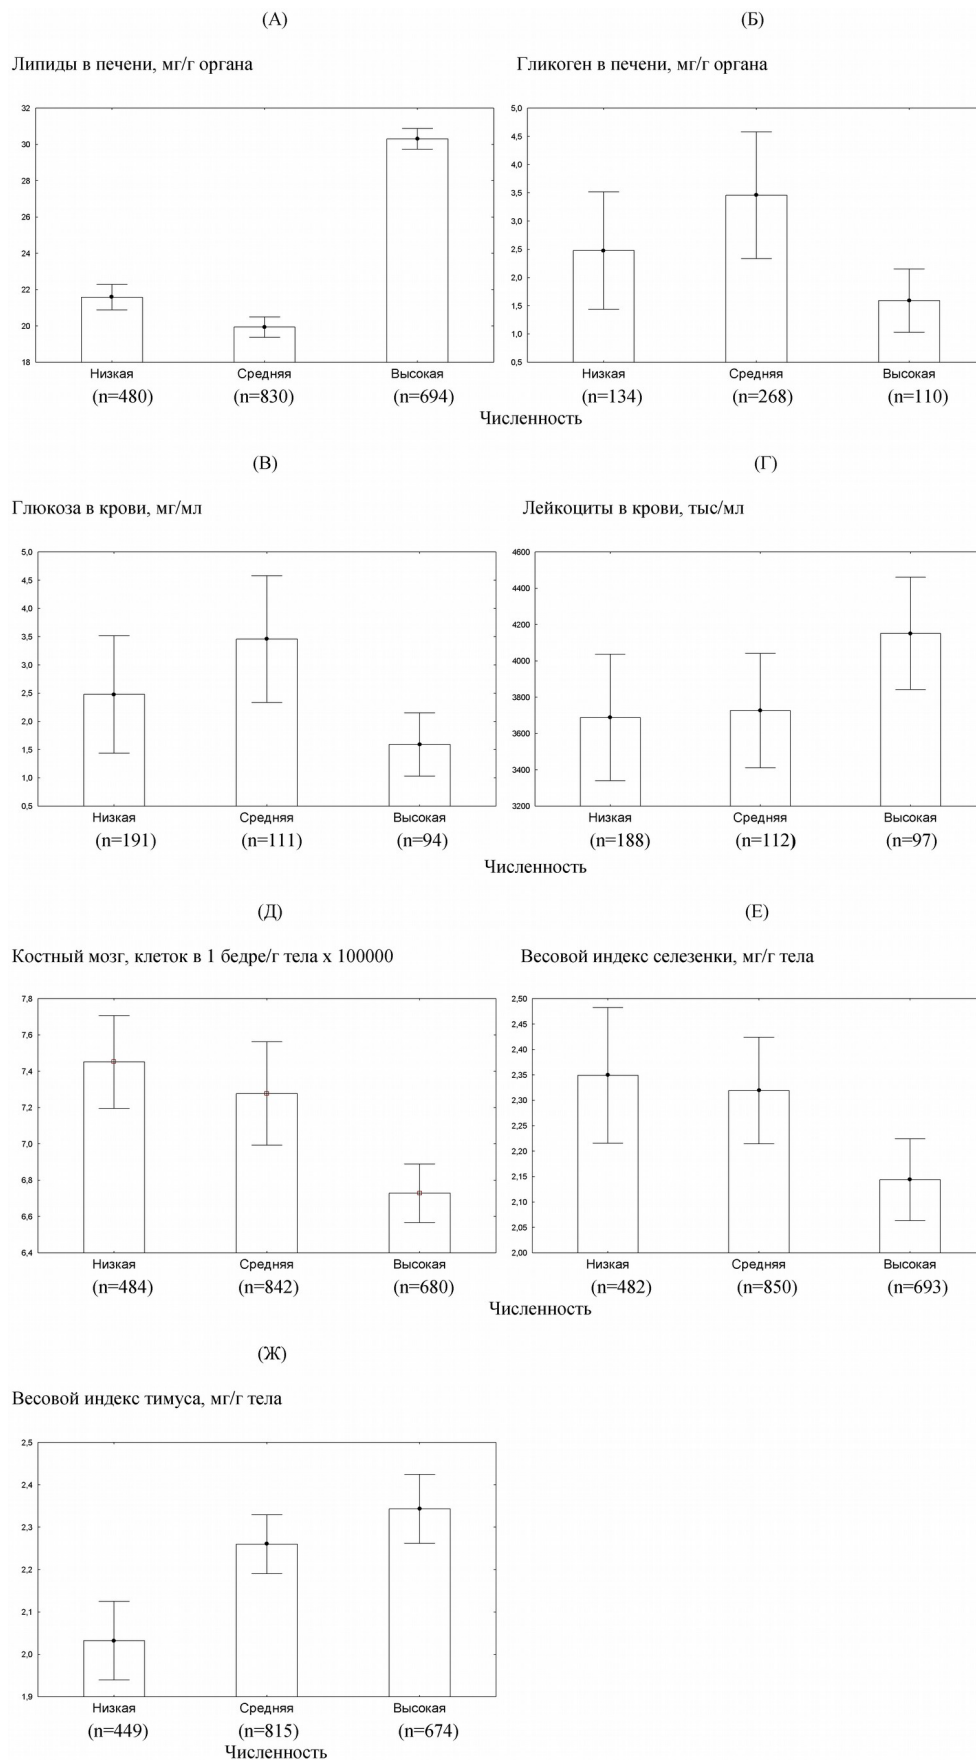 (А)
Липиды в печени, мг/г органа
32
30
28
26
24
22
20
18
Низкая Средняя Высокая
(n=480) (n=830) (n=694)
(Б)
Гликоген в печени, мг/г органа
5,0
4,5
4,0
3,5
3,0
2,5
2,0
1,5
1,0
0,5
Низкая Средняя Высокая
(n=134) (n=268) (n=110)
Численность
(В)
Глюкоза в крови, мг/мл
5,0
4,5
4,0
3,5
3,0
2,5
2,0
1,5
1,0
0,5
Низкая Средняя Высокая
(n=191) (n=111) (n=94)
(Г)
Лейкоциты в крови, тыс/мл
4600
4400
4200
4000
3800
3600
3400
3200
Низкая Средняя Высокая
(n=188) (n=112) (n=97)
Численность
(Д)
Костный мозг, клеток в 1 бедре/г тела х 100000
7,8
7,6
7,4
7,2
7,0
6,8
6,6
6,4
Низкая Средняя Высокая
(n=484) (n=842) (n=680)
(Е)
Весовой индекс селезенки, мг/г тела
2,50
2,45
2,40
2,35
2,30
2,25
2,20
2,15
2,10
2,05
2,00
Низкая Средняя Высокая
(n=482) (n=850) (n=693)
Численность
(Ж)
Весовой индекс тимуса, мг/г тела
2,5
2,4
2,3
2,2
2,1
2,0
1,9
Низкая Средняя Высокая
(n=449) (n=815) (n=674)
Численность